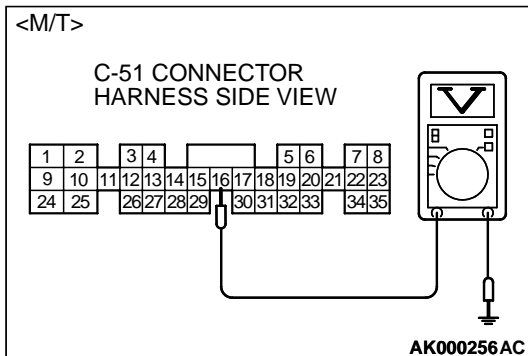 <M/T>
C-51 CONNECTOR
HARNESS SIDE VIEW
V
1 2 3 4 5 6 7 8
9 10 11 12 13 14 15 16 17 18 19 20 21 22 23
24 25 26 27 28 29 30 31 32 33 34 35
AK000256AC